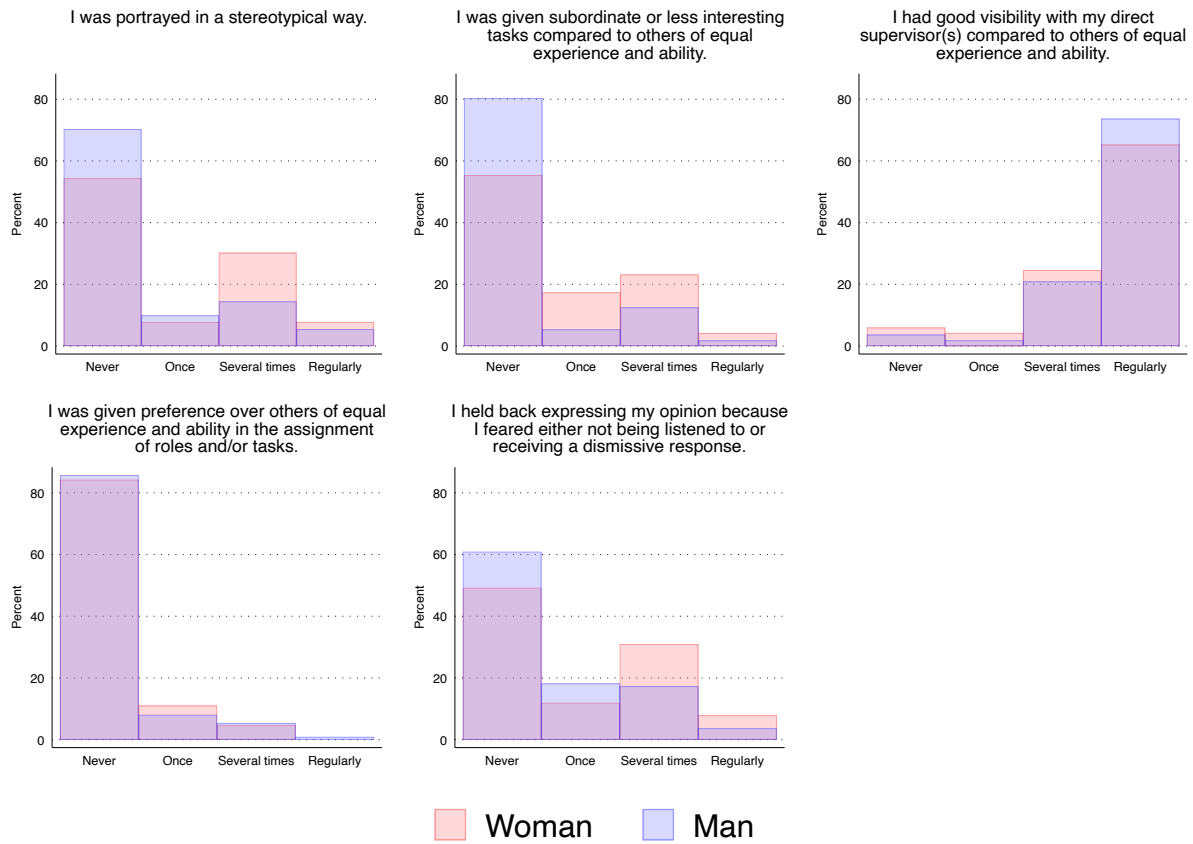 I was portrayed in a stereotypical way.
Percent
80
60
40
20
0
Never Once Several times Regularly
I was given subordinate or less interesting
tasks compared to others of equal
experience and ability.
Percent
80
60
40
20
0
Never Once Several times Regularly
I had good visibility with my direct
supervisor(s) compared to others of equal
experience and ability.
Percent
80
60
40
20
0
Never Once Several times Regularly
I was given preference over others of equal
experience and ability in the assignment
of roles and/or tasks.
Percent
80
60
40
20
0
Never Once Several times Regularly
I held back expressing my opinion because
I feared either not being listened to or
receiving a dismissive response.
Percent
80
60
40
20
0
Never Once Several times Regularly
Woman Man